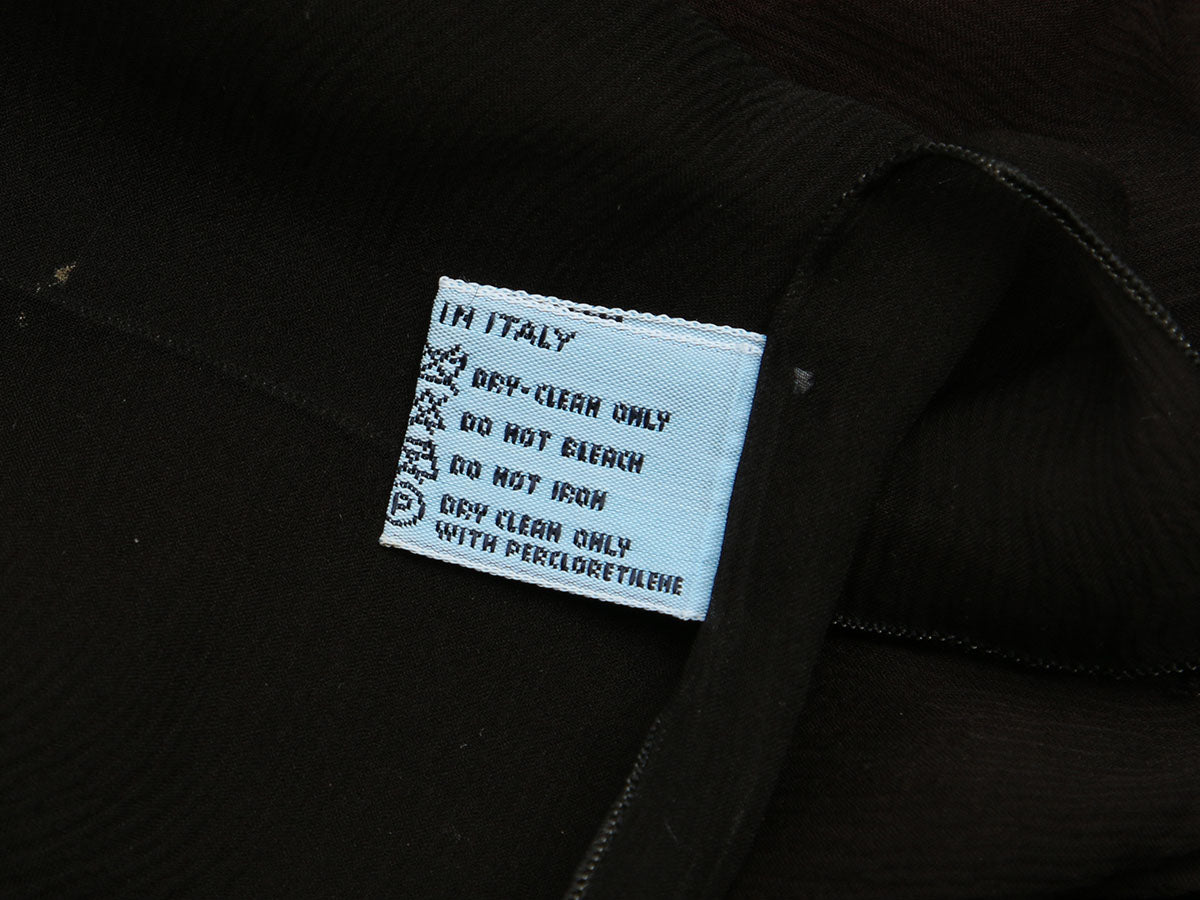 IN ITALY
DRY-CLEAN ONLY
DO NOT BLEACH
DO NOT IRON
P DRY CLEAN ONLY
WITH PERCLORETILENE